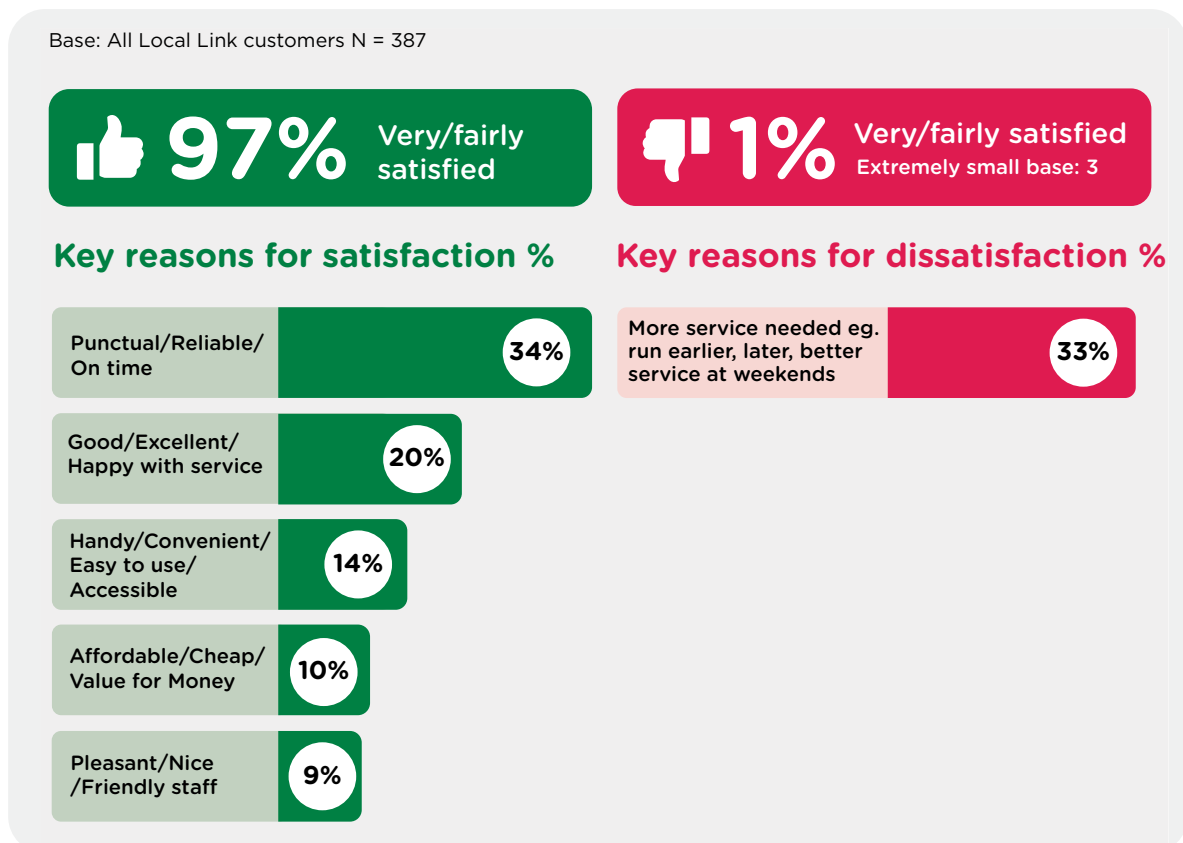 Base: All Local Link customers N = 387
97%
Very/fairly
satisfied
1%
Very/fairly satisfied
Extremely small base: 3
Key reasons for satisfaction %
Punctual/Reliable/
On time
34%
Good/Excellent/
Happy with service
20%
Handy/Convenient/
Easy to use/
Accessible
14%
Affordable/Cheap/
Value for Money
10%
Pleasant/Nice
/Friendly staff
9%
Key reasons for dissatisfaction %
More service needed eg.
run earlier, later, better
service at weekends
33%